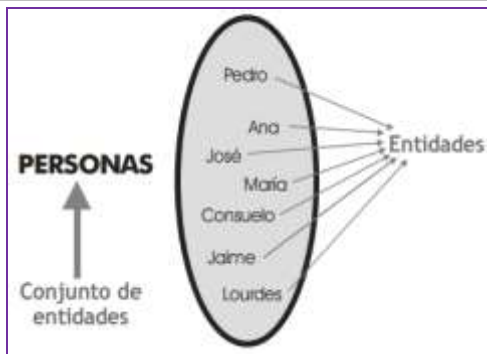 Pedro
Ana
José
María
Consuelo
Jaime
Lourdes
PERSONAS
Conjunto de
entidades
Entidades